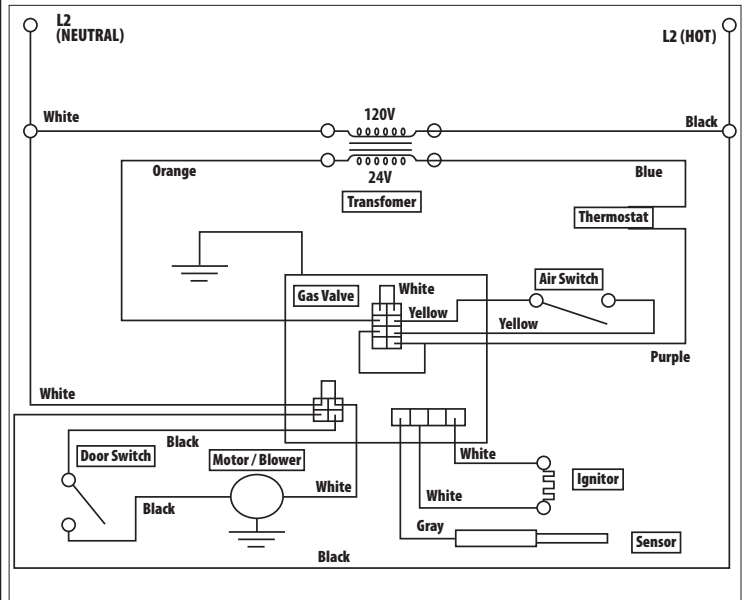 L2
(NEUTRAL)
L2 (HOT)
White
120V
Black
Orange
24V
Blue
Transfomer
Thermostat
Air Switch
Gas Valve
White
Yellow
Yellow
Purple
White
Black
Door Switch
Motor / Blower
White
White
Ignitor
Black
White
Gray
Sensor
Black